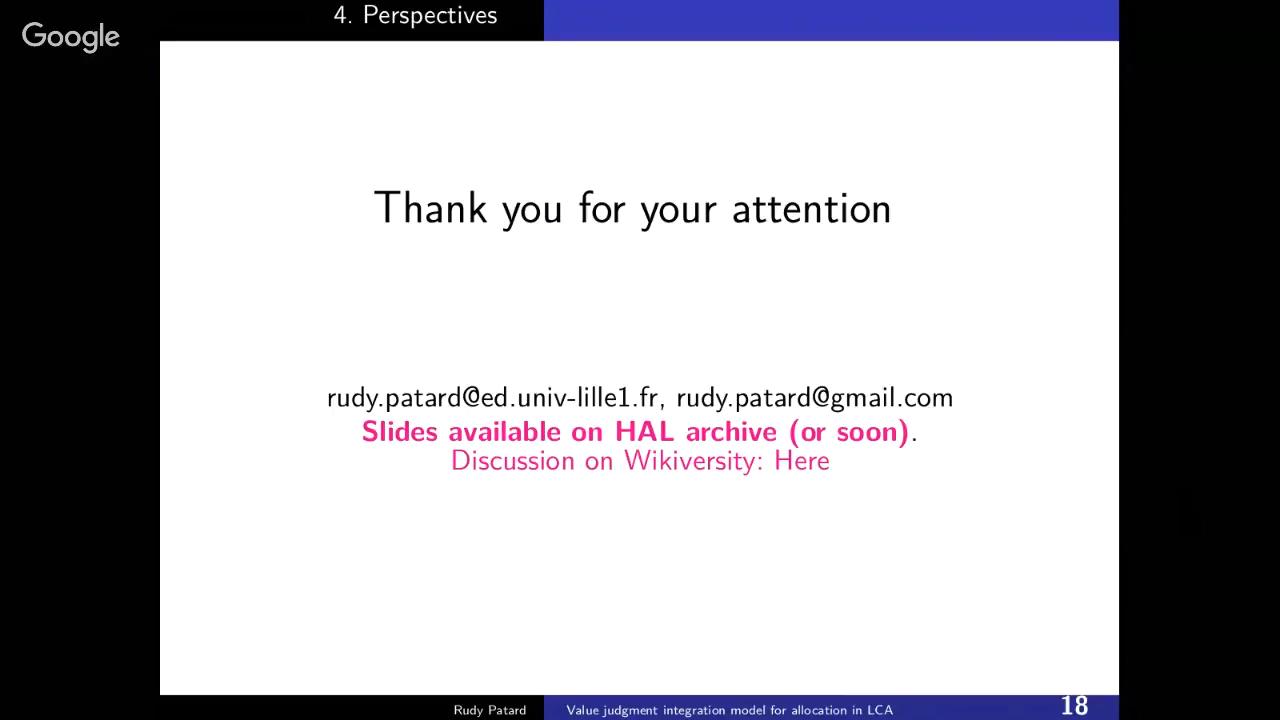 Google
4. Perspectives
Thank you for your attention
rudy.patard@ed.univ-lille1.fr, rudy.patard@gmail.com
Slides available on HAL archive (or soon).
Discussion on Wikiversity: Here
Rudy Patard
Value judgment integration model for allocation in LCA
18